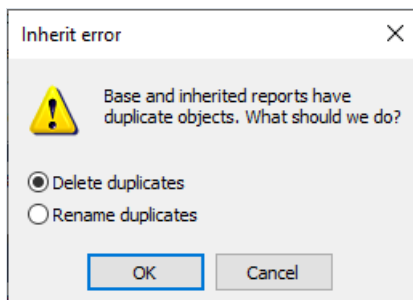 Inherit error
Base and inherited reports have
duplicate objects. What should we do?
Delete duplicates
Rename duplicates
OK
Cancel